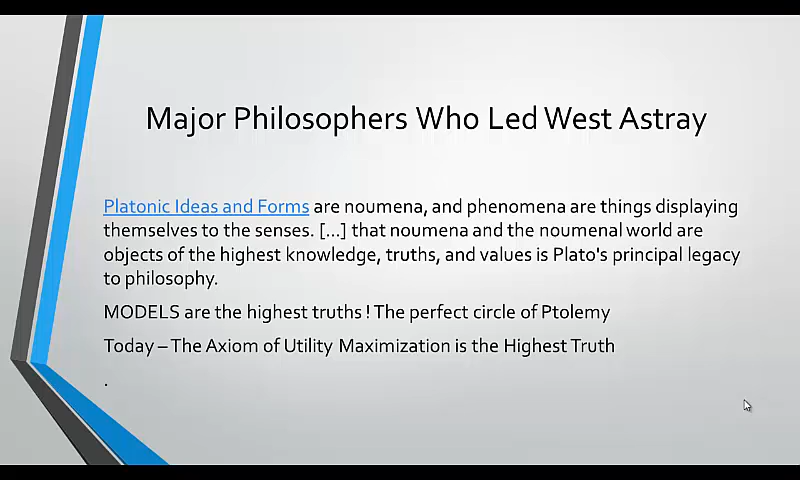 Major Philosophers Who Led West Astray
Platonic Ideas and Forms are noumena, and phenomena are things displaying
themselves to the senses. [...] that noumena and the noumenal world are
objects of the highest knowledge, truths, and values is Plato's principal legacy
to philosophy.
MODELS are the highest truths ! The perfect circle of Ptolemy
Today – The Axiom of Utility Maximization is the Highest Truth
.